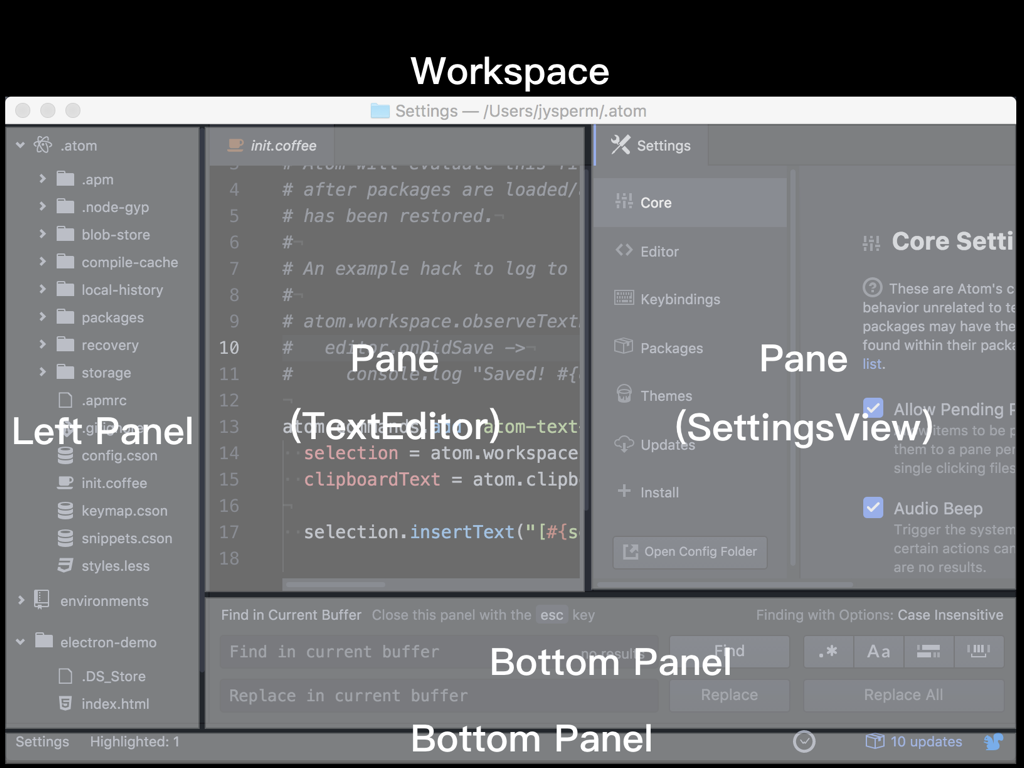 Workspace
Settings — /Users/jysperm/.atom
.atom
.apm
.node-gyp
blob-store
compile-cache
local-history
packages
recovery
storage
.apmrc
.gitignore
config.cson
init.coffee
keymap.cson
snippets.cson
styles.less
environments
electron-demo
.DS_Store
index.html
Left Panel
init.coffee
3 # Atom will evaluate this
4 # after packages are loaded/
5 # has been restored.¬
6 #¬
7 # An example hack to log to
8 #¬
9 # atom.workspace.observeText
10 # editor.onDidSave ->¬
11 # console.log "Saved! #{
12
13 atom.commands.add 'atom-text
14 selection = atom.workspace
15 clipboardText = atom.clipb
16
17 selection.insertText("[#{s
18
Pane
(TextEditor)
Settings
Core
Editor
Keybindings
Packages
Themes
Updates
Install
Open Config Folder
Core Setti
These are Atom's c
behavior unrelated to te
packages may have the
found within their packa
list.
Allow Pending P
items to be p
them to a pane pe
single clicking files
Audio Beep
Trigger the system
certain actions can
are no results.
Pane
(SettingsView)
Find in Current Buffer Close this panel with the esc key
Finding with Options: Case Insensitive
Find in current buffer no results Find .* Aa
Replace in current buffer Replace Replace All
Bottom Panel
Settings Highlighted: 1 10 updates
Bottom Panel